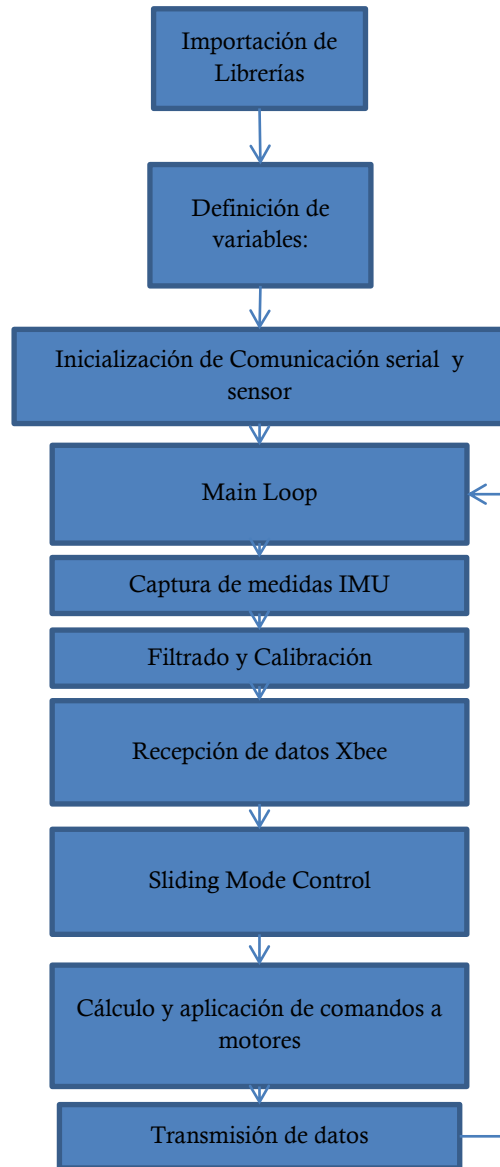 Importación de
Librerías
Definición de
variables:
Inicialización de Comunicación serial y
sensor
Main Loop
Captura de medidas IMU
Filtrado y Calibración
Recepción de datos Xbee
Sliding Mode Control
Cálculo y aplicación de comandos a
motores
Transmisión de datos